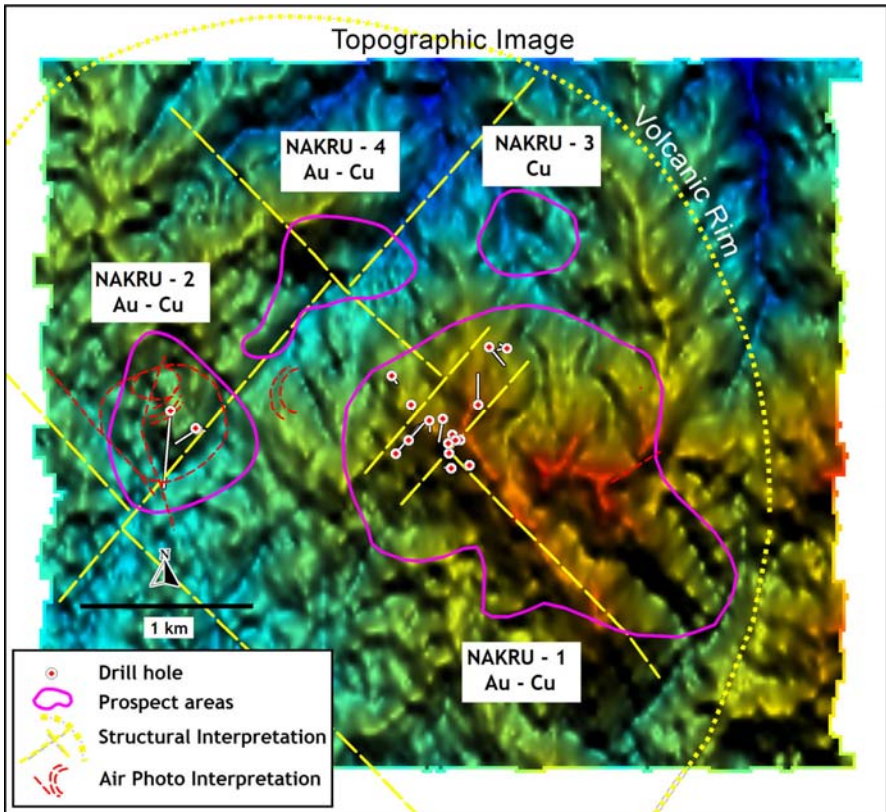 Topographic Image
Volcanic Rim
NAKRU - 4
Au - Cu
NAKRU - 3
Cu
NAKRU - 2
Au - Cu
N
1 km
NAKRU - 1
Au - Cu
Drill hole
Prospect areas
Structural Interpretation
Air Photo Interpretation